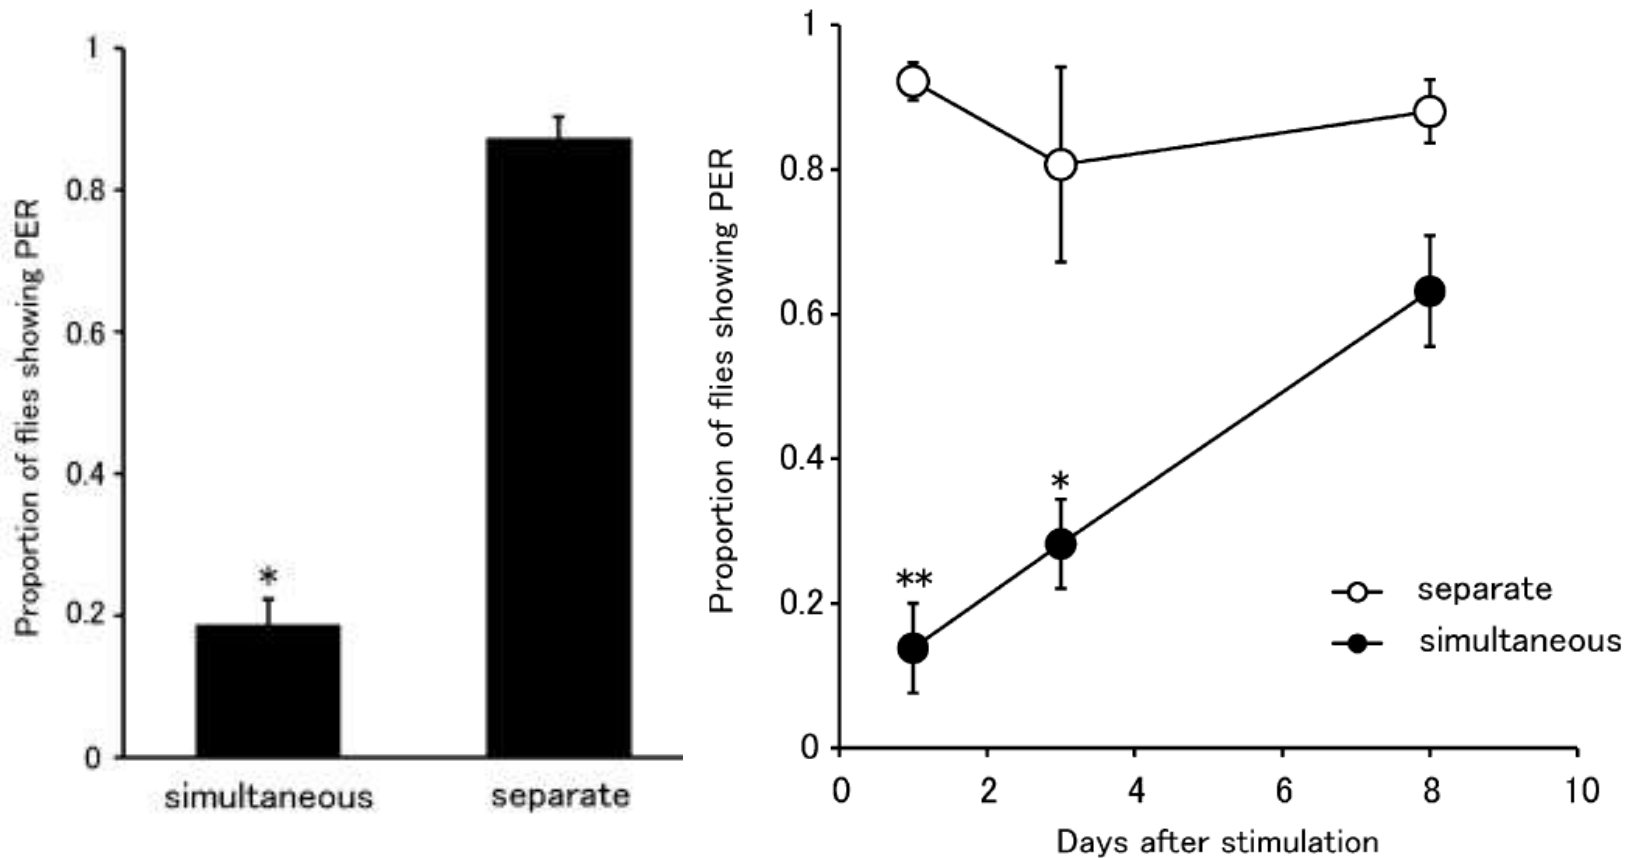 Proportion of flies showing PER
1
0.8
0.6
0.4
0.2
0
*
simultaneous
separate
Proportion of flies showing PER
1
0.8
0.6
0.4
0.2
0
**
*
separate
simultaneous
0 2 4 6 8 10
Days after stimulation